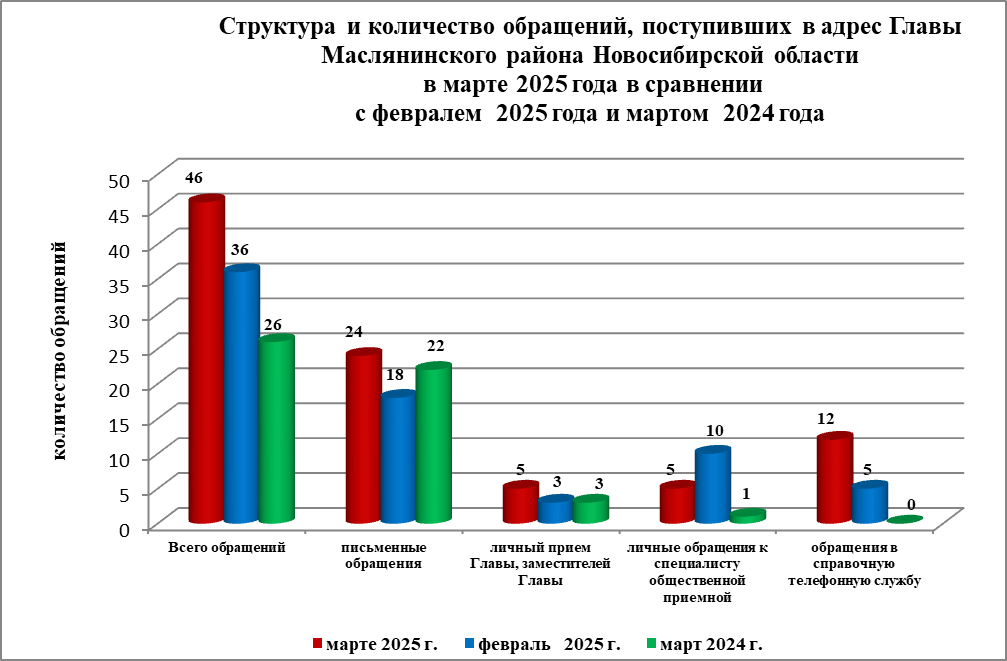 Структура и количество обращений, поступивших в адрес Главы
Маслянинского района Новосибирской области
в марте 2025 года в сравнении
с февралем 2025 года и мартом 2024 года
количество обращений
50
45
40
35
30
25
20
15
10
5
0
46
36
26
24
18
22
5
3
3
5
10
1
12
5
0
Всего обращений
письменные
обращения
личный прием
Главы, заместителей
Главы
личные обращения к
специалисту
общественной
приемной
обращения в
справочную
телефонную службу
марте 2025 г.
февраль 2025 г.
март 2024 г.